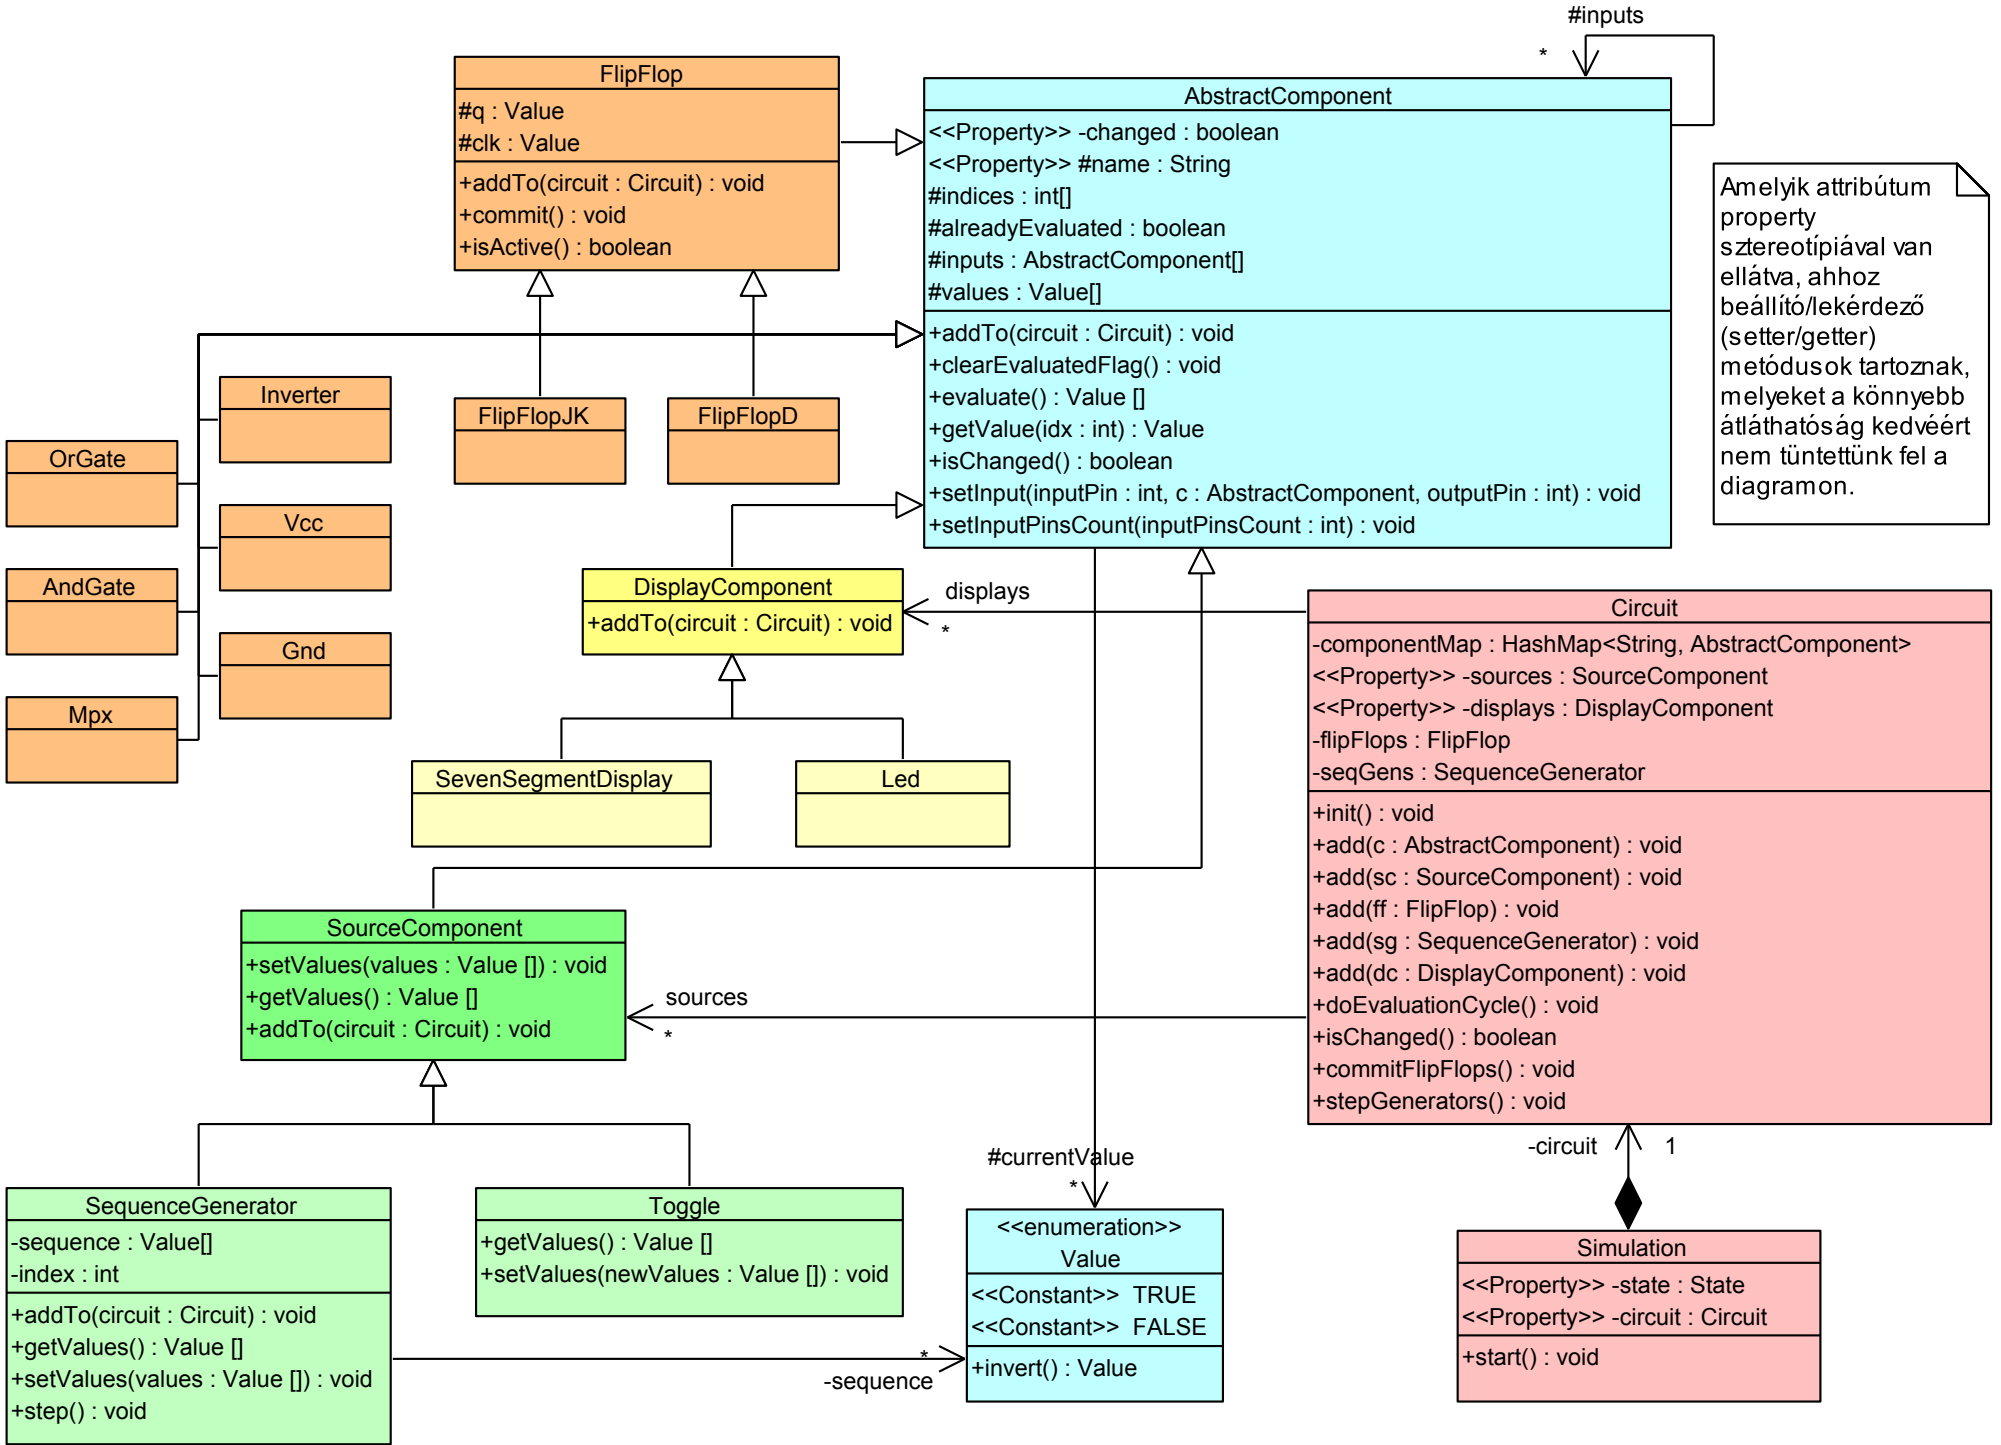 #inputs
*
FlipFlop
#q : Value
#clk : Value
+addTo(circuit : Circuit) : void
+commit() : void
+isActive() : boolean
AbstractComponent
<<Property>> -changed : boolean
<<Property>> #name : String
#indices : int[]
#alreadyEvaluated : boolean
#inputs : AbstractComponent[]
#values : Value[]
+addTo(circuit : Circuit) : void
+clearEvaluatedFlag() : void
+evaluate() : Value []
+getValue(idx : int) : Value
+isChanged() : boolean
+setInput(inputPin : int, c : AbstractComponent, outputPin : int) : void
+setInputPinsCount(inputPinsCount : int) : void
Amelyik attribútum
property
sztereotípiával van
ellátva, ahhoz
beállító/lekérdező
(setter/getter)
metódusok tartoznak,
melyeket a könnyebb
átláthatóság kedvéért
nem tüntettünk fel a
diagramon.
Inverter
FlipFlopJK
FlipFlopD
OrGate
Vcc
AndGate
Gnd
Mpx
DisplayComponent
+addTo(circuit : Circuit) : void
displays
*
SevenSegmentDisplay
Led
Circuit
-componentMap : HashMap<String, AbstractComponent>
<<Property>> -sources : SourceComponent
<<Property>> -displays : DisplayComponent
-flipFlops : FlipFlop
-seqGens : SequenceGenerator
+init() : void
+add(c : AbstractComponent) : void
+add(sc : SourceComponent) : void
+add(ff : FlipFlop) : void
+add(sg : SequenceGenerator) : void
+add(dc : DisplayComponent) : void
+doEvaluationCycle() : void
+isChanged() : boolean
+commitFlipFlops() : void
+stepGenerators() : void
SourceComponent
+setValues(values : Value []) : void
+getValues() : Value []
+addTo(circuit : Circuit) : void
sources
*
-circuit
1
#currentValue
*
SequenceGenerator
-sequence : Value[]
-index : int
+addTo(circuit : Circuit) : void
+getValues() : Value []
+setValues(values : Value []) : void
+step() : void
Toggle
+getValues() : Value []
+setValues(newValues : Value []) : void
*
-sequence
<<enumeration>>
Value
<<Constant>> TRUE
<<Constant>> FALSE
+invert() : Value
Simulation
<<Property>> -state : State
<<Property>> -circuit : Circuit
+start() : void